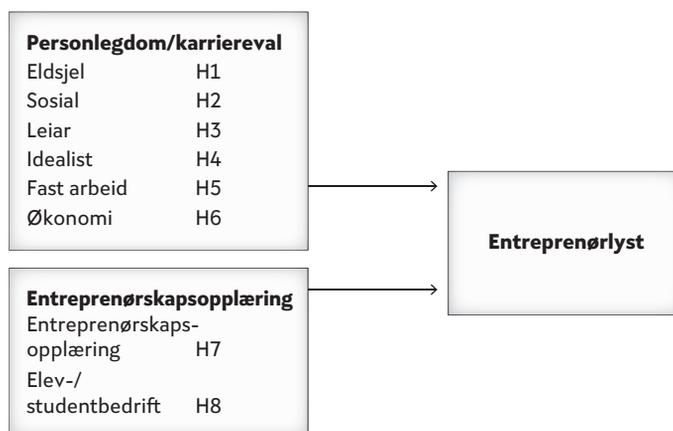 Personlegdom/karriereval
Eldsjel H1
Sosial H2
Leiar H3
Idealist H4
Fast arbeid H5
Økonomi H6
Entreprenørlyst
Entreprenørskapsopplæring
Entreprenørskaps-
opplæring H7
Elev-/
studentbedrift H8